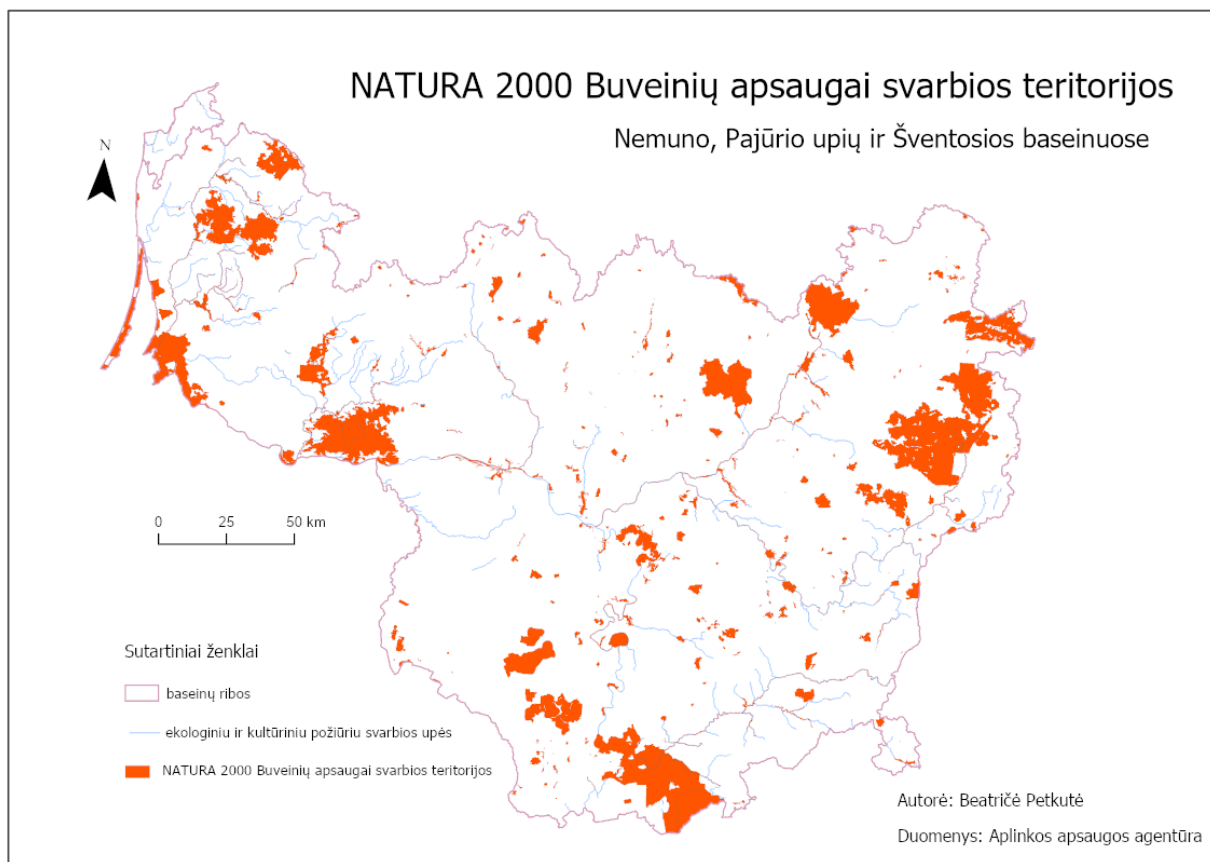 NATURA 2000 Buveinių apsaugai svarbios teritorijos
Nemuno, Pajūrio upių ir Šventosios baseinuose
N
0 25 50 km
Sutartiniai ženklai
baseinų ribos
ekologiniu ir kultūriniu požiūriu svarbios upės
NATURA 2000 Buveinių apsaugai svarbios teritorijos
Autorė: Beatričė Petkutė
Duomenys: Aplinkos apsaugos agentūra